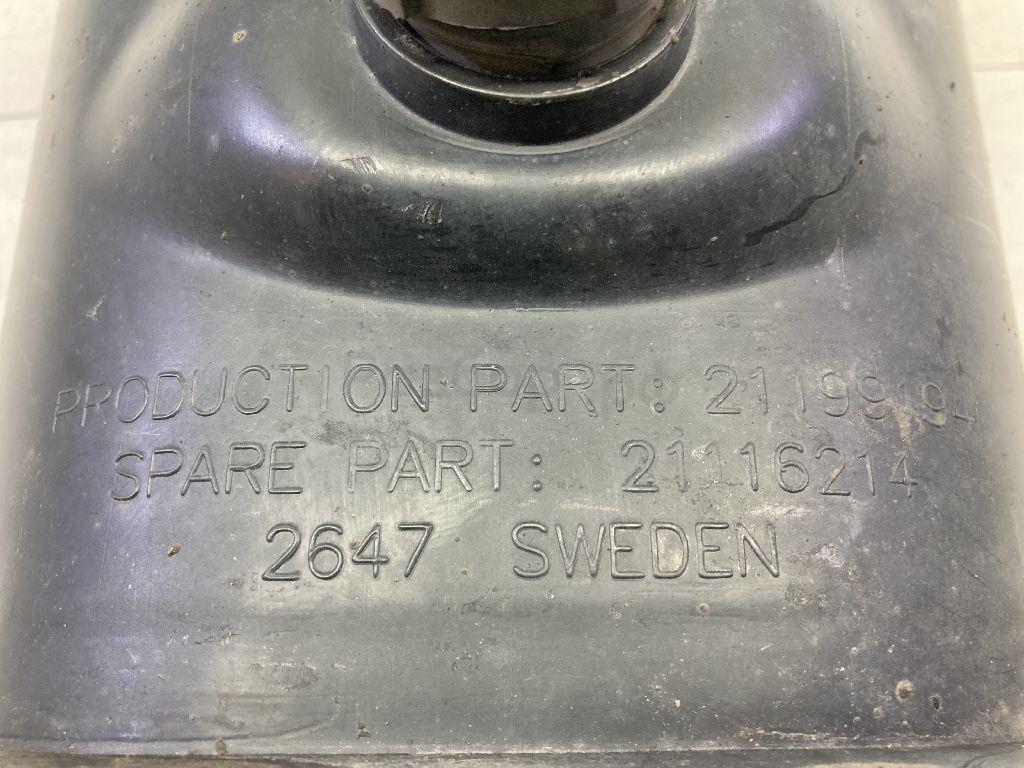 PRODUCTION PART: 21199194
SPARE PART: 21116214
2647 SWEDEN